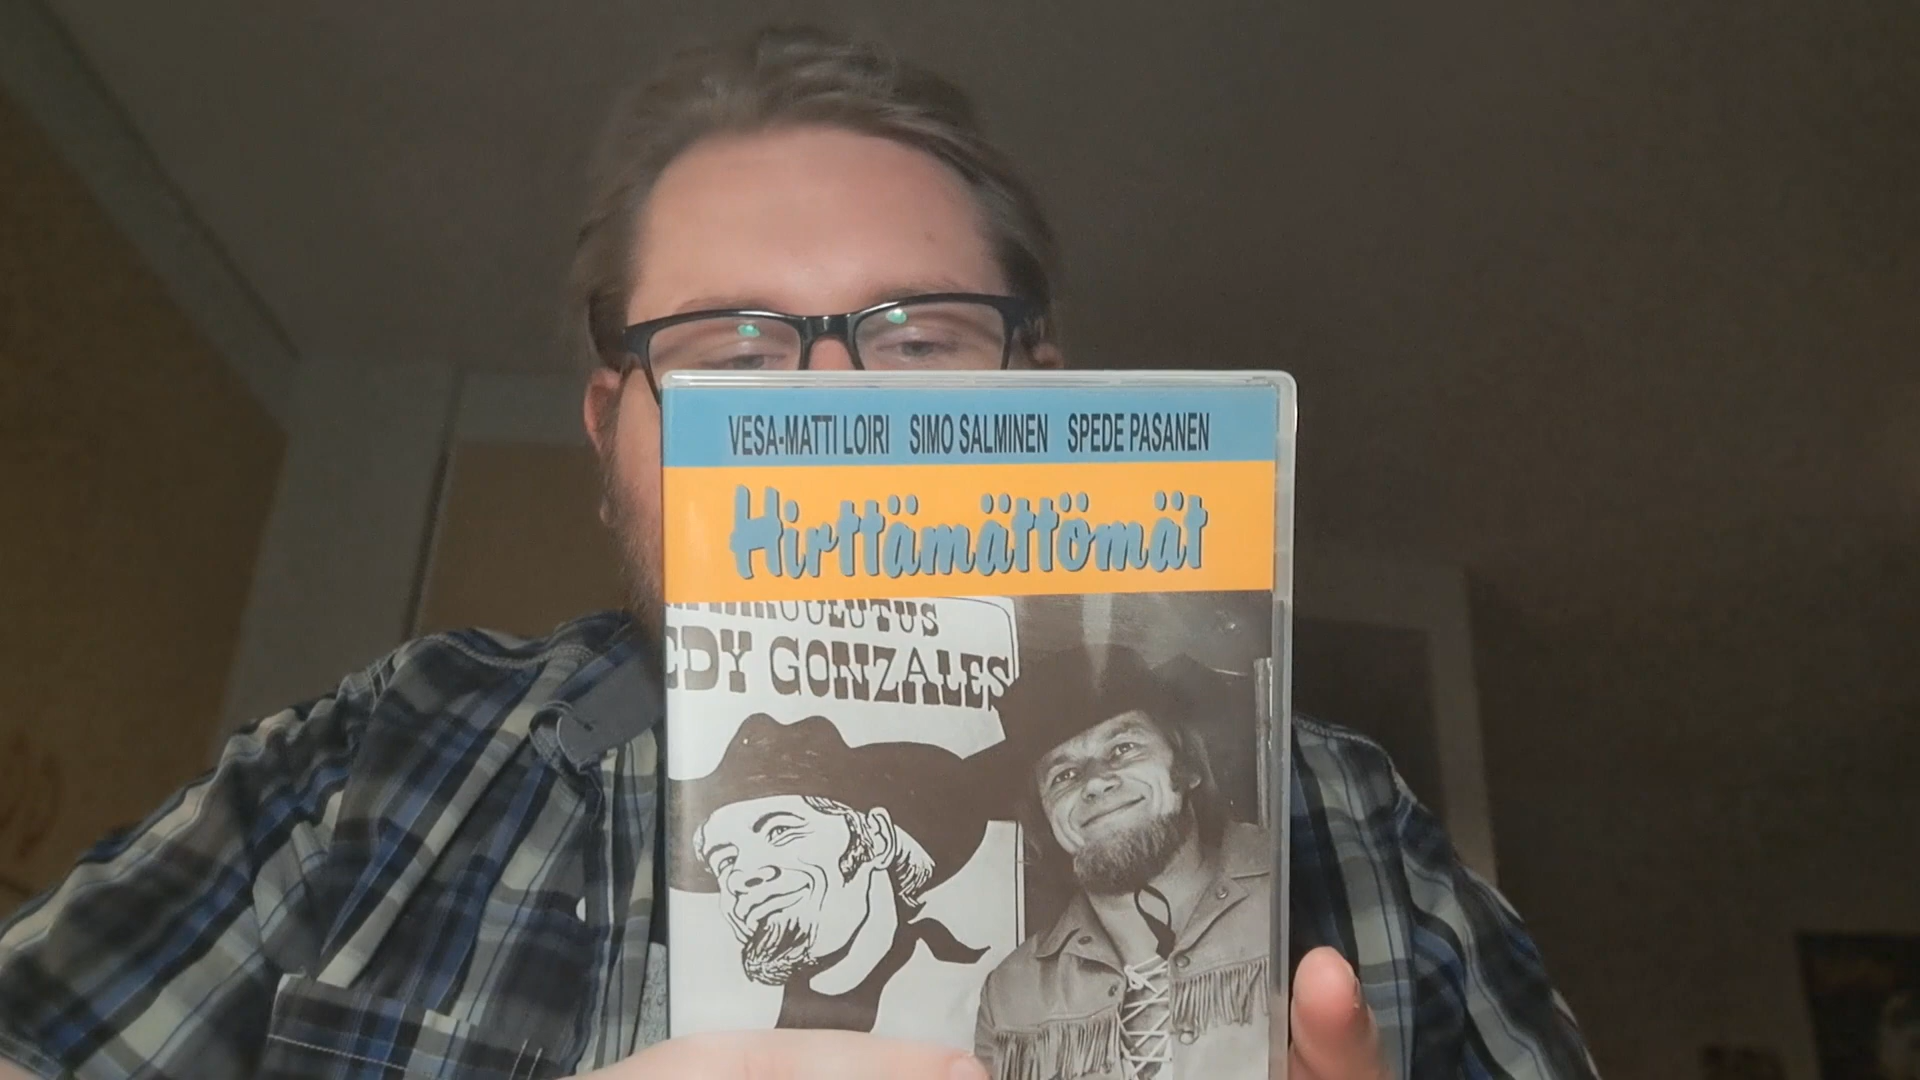 VESA-MATTI LOIRI SIMO SALMINEN SPEDE PASANEN
Hirttämättömät
GONZALES